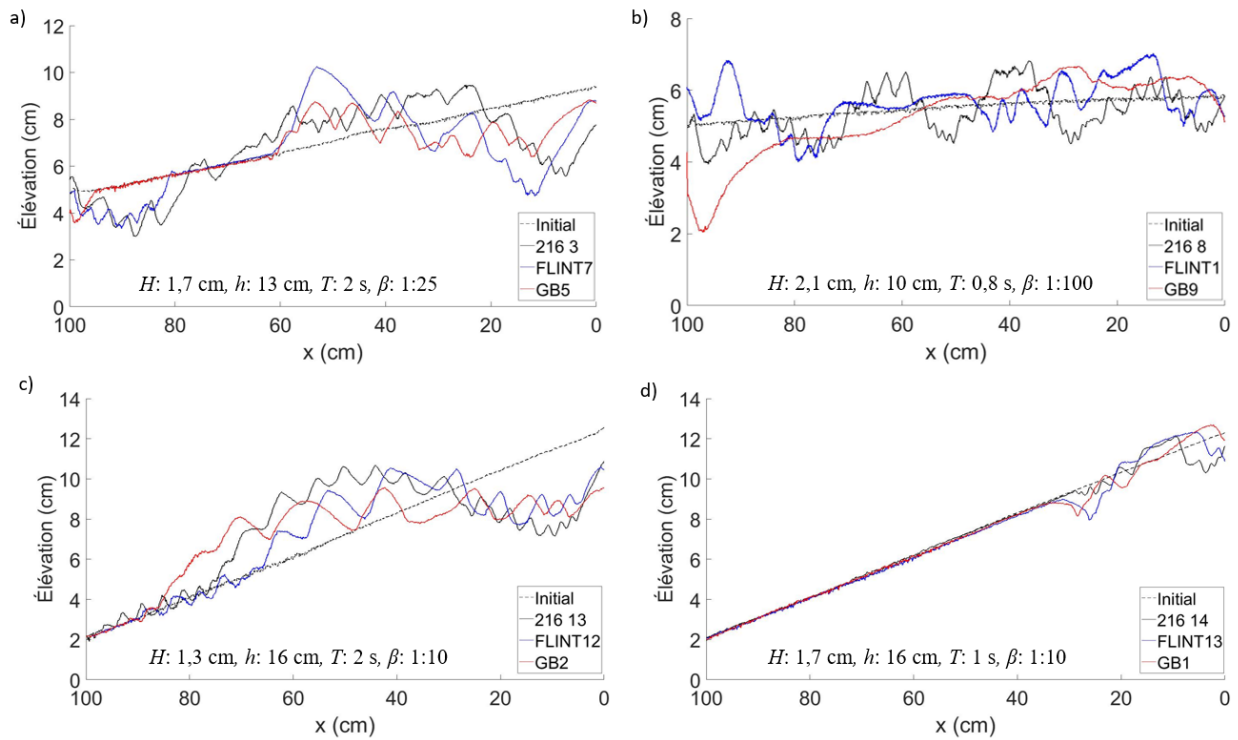 a)
12
10
8
6
4
2
0
Élévation (cm)
100
80
60
40
20
0
x (cm)
Initial
216 3
FLINT7
GB5
H: 1,7 cm, h: 13 cm, T: 2 s, β: 1:25
b)
8
6
4
2
0
Élévation (cm)
100
80
60
40
20
0
x (cm)
Initial
216 8
FLINT1
GB9
H: 2,1 cm, h: 10 cm, T: 0,8 s, β: 1:100
c)
14
12
10
8
6
4
2
0
Élévation (cm)
100
80
60
40
20
0
x (cm)
Initial
216 13
FLINT12
GB2
H: 1,3 cm, h: 16 cm, T: 2 s, β: 1:10
d)
14
12
10
8
6
4
2
0
Élévation (cm)
100
80
60
40
20
0
x (cm)
Initial
216 14
FLINT13
GB1
H: 1,7 cm, h: 16 cm, T: 1 s, β: 1:10